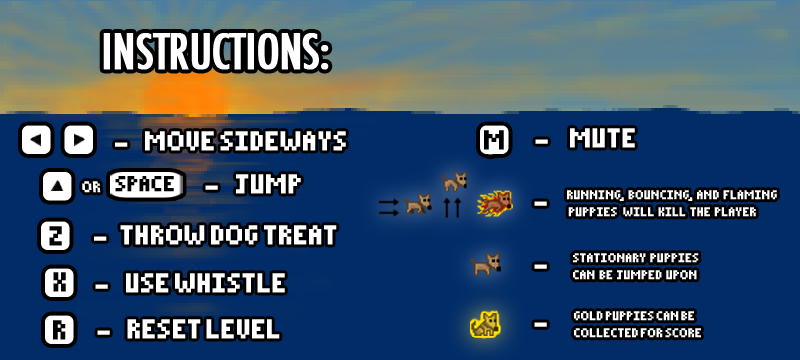 INSTRUCTIONS:
◄ ► - MOVE SIDEWAYS
▲ OR SPACE - JUMP
Z - THROW DOG TREAT
X - USE WHISTLE
R - RESET LEVEL
M - MUTE
- RUNNING, BOUNCING, AND FLAMING
PUPPIES WILL KILL THE PLAYER
- STATIONARY PUPPIES
CAN BE JUMPED UPON
- GOLD PUPPIES CAN BE
COLLECTED FOR SCORE